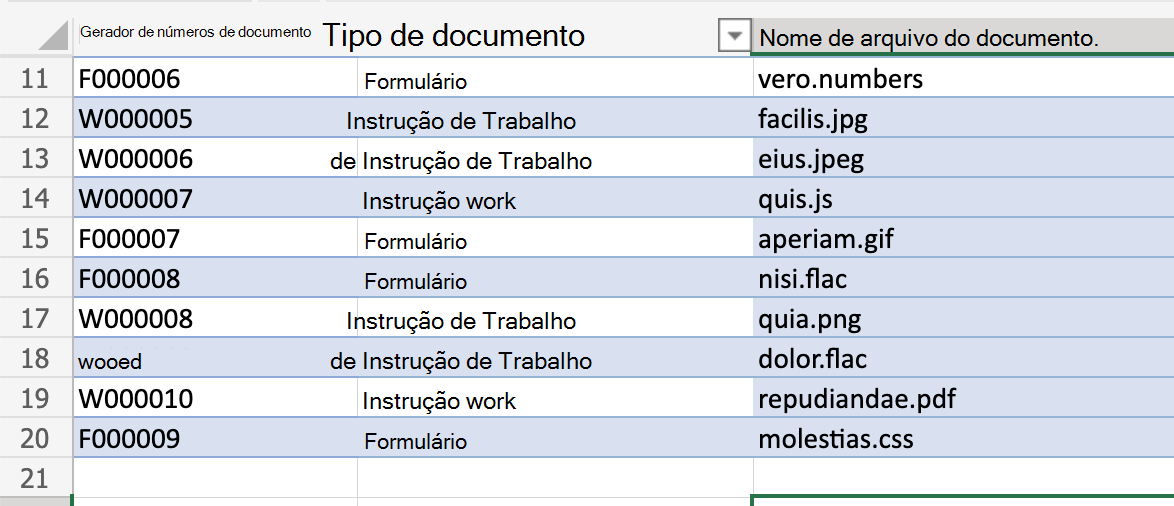 Gerador de números de documento Tipo de documento Nome de arquivo do documento.
11 F000006 Formulário vero.numbers
12 W000005 Instrução de Trabalho facilis.jpg
13 W000006 de Instrução de Trabalho eius.jpeg
14 W000007 Instrução work quis.js
15 F000007 Formulário aperiam.gif
16 F000008 Formulário nisi.flac
17 W000008 Instrução de Trabalho quia.png
18 wooed de Instrução de Trabalho dolor.flac
19 W000010 Instrução work repudiandae.pdf
20 F000009 Formulário molestias.css
21